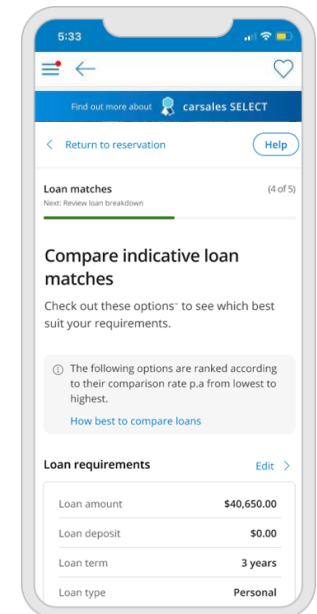 5:33
Find out more about carsales SELECT
Return to reservation
Help
Loan matches (4 of 5)
Next: Review loan breakdown
Compare indicative loan
matches
Check out these options~ to see which best
suit your requirements.
The following options are ranked according
to their comparison rate p.a from lowest to
highest.
How best to compare loans
Loan requirements Edit
Loan amount $40,650.00
Loan deposit $0.00
Loan term 3 years
Loan type Personal